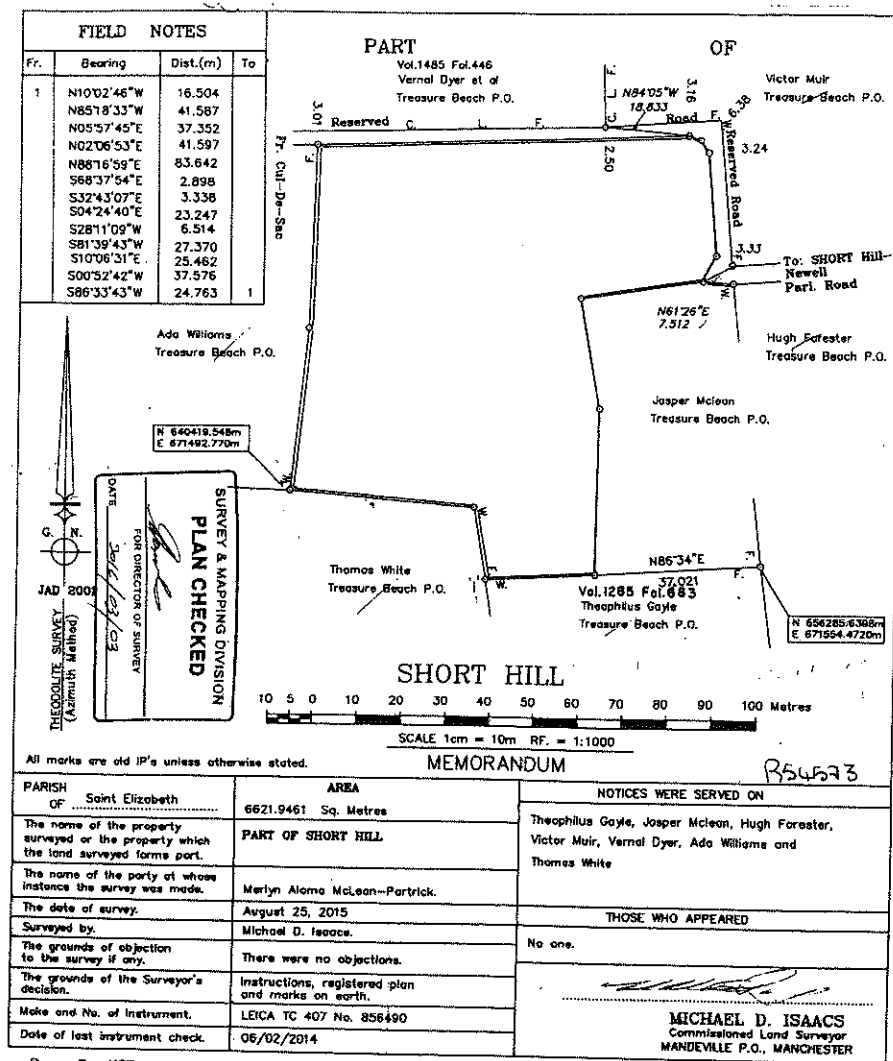 FIELD NOTES
Fr. Bearing Dist.(m) To
1 N10°02'46"W 16.504
N85°18'33"W 41.587
N05°57'45"E 37.352
N02°06'53"E 41.597
N88°16'59"E 83.642
S68°37'54"E 2.898
S32°43'07"E 3.338
S04°24'40"E 23.247
S28°11'09"W 6.514
S81°39'43"W 27.370
S10°06'31"E 25.462
S00°52'42"W 37.576
S86°33'43"W 24.763 1
PART OF
Vol.1485 Fol.446
Vernal Dyer et al
Treasure Beach P.O.
Victor Muir
Treasure Beach P.O.
N84°05"W
18.833
3.16
6.38
3.01
Reserved C. L. F. Road F.
C L F.
W.
2.50
Reserved Road
3.24
Pr. Cul-De-Sac
F.
3.33
F.
To: SHORT Hill-
Newell
Parl. Road
W.
N61°26"E
7.512
Ada Williams
Treasure Beach P.O.
Hugh Forester
Treasure Beach P.O.
Jasper Mclean
Treasure Beach P.O.
N 640419.548m
E 671492.770m
W.
W.
G. N.
JAD 2001
THEODOLITE SURVEY
(Azimuth Method)
SURVEY & MAPPING DIVISION
PLAN CHECKED
FOR DIRECTOR OF SURVEY
DATE 2016/03/03
Thomas White
Treasure Beach P.O.
F.
W.
N86°34"E
37.021
F.
F.
Vol.1265 Fol.683
Theophilus Gayle
Treasure Beach P.O.
N 656285.6398m
E 671554.4720m
SHORT HILL
10 5 0 10 20 30 40 50 60 70 80 90 100 Metres
SCALE 1cm = 10m RF. = 1:1000
All marks are old IP's unless otherwise stated.
MEMORANDUM
R54573
PARISH OF Saint Elizabeth
AREA
6621.9461 Sq. Metres
The name of the property
surveyed or the property which
the land surveyed forms part.
PART OF SHORT HILL
The name of the party at whose
instance the survey was made.
Merlyn Aloma McLean-Partrick.
The date of survey.
August 25, 2015
Surveyed by.
Michael D. Isaacs.
The grounds of objection
to the survey if any.
There were no objections.
The grounds of the Surveyor's
decision.
Instructions, registered plan
and marks on earth.
Make and No. of Instrument.
LEICA TC 407 No. 856490
Date of last instrument check.
06/02/2014
NOTICES WERE SERVED ON
Theophilus Gayle, Jasper Mclean, Hugh Forester,
Victor Muir, Vernal Dyer, Ada Williams and
Thomas White
THOSE WHO APPEARED
No one.
MICHAEL D. ISAACS
Commissioned Land Surveyor
MANDEVILLE P.O., MANCHESTER